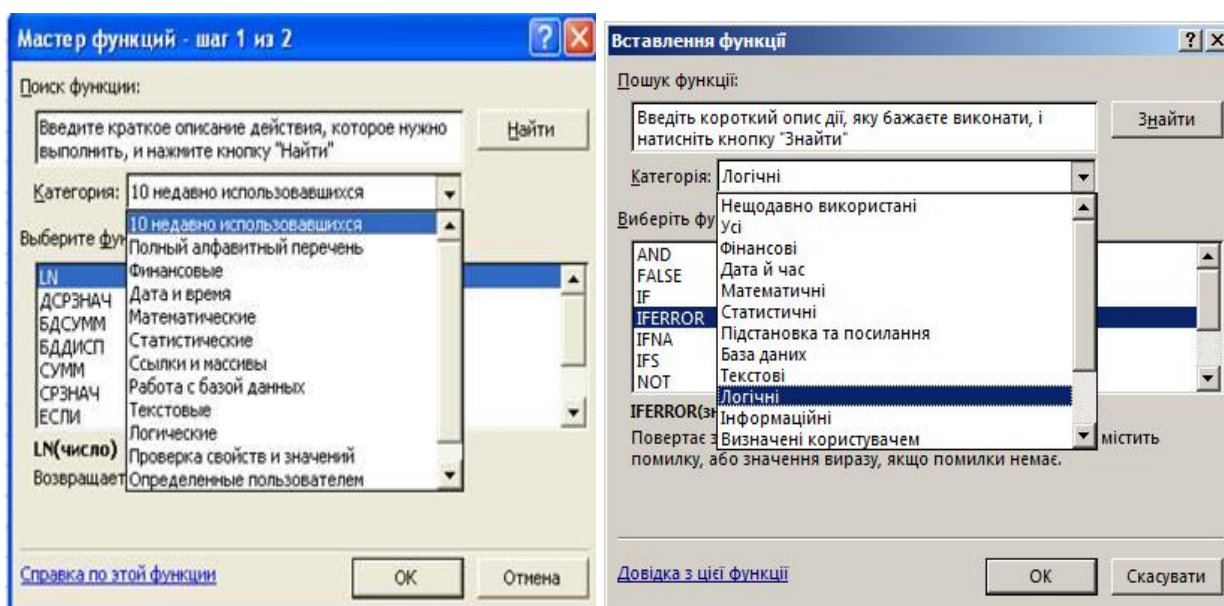 Мастер функций - шаг 1 из 2
Поиск функции:
Введите краткое описание действия, которое нужно
выполнить, и нажмите кнопку "Найти"
Найти
Категория: 10 недавно использовавшихся
10 недавно использовавшихся
Полный алфавитный перечень
Финансовые
Дата и время
Математические
Статистические
Ссылки и массивы
Работа с базой данных
Текстовые
Логические
Проверка свойств и значений
Определенные пользователем
Выберите фун
LN
ДСРЗНАЧ
БДСУММ
БДДИСП
СУММ
СРЗНАЧ
ЕСЛИ
LN(число)
Возвращает
Справка по этой функции
ОК
Отмена
Вставлення функції
Пошук функції:
Введіть короткий опис дії, яку бажаєте виконати, і
натисніть кнопку "Знайти"
Знайти
Категорія: Логічні
Нещодавно використані
Усі
Фінансові
Дата й час
Математичні
Статистичні
Підстановка та посилання
База даних
Текстові
Логічні
Інформаційні
Визначені користувачем
Виберіть фу
AND
FALSE
IF
IFERROR
IFNA
IFS
NOT
IFERROR(зн
Повертає з містить
помилку, або значення виразу, якщо помилки немає.
Довідка з цієї функції
ОК
Скасувати